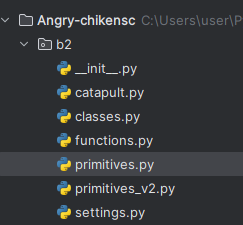 Angry-chikensc C:\Users\user\P
b2
__init__.py
catapult.py
classes.py
functions.py
primitives.py
primitives_v2.py
settings.py